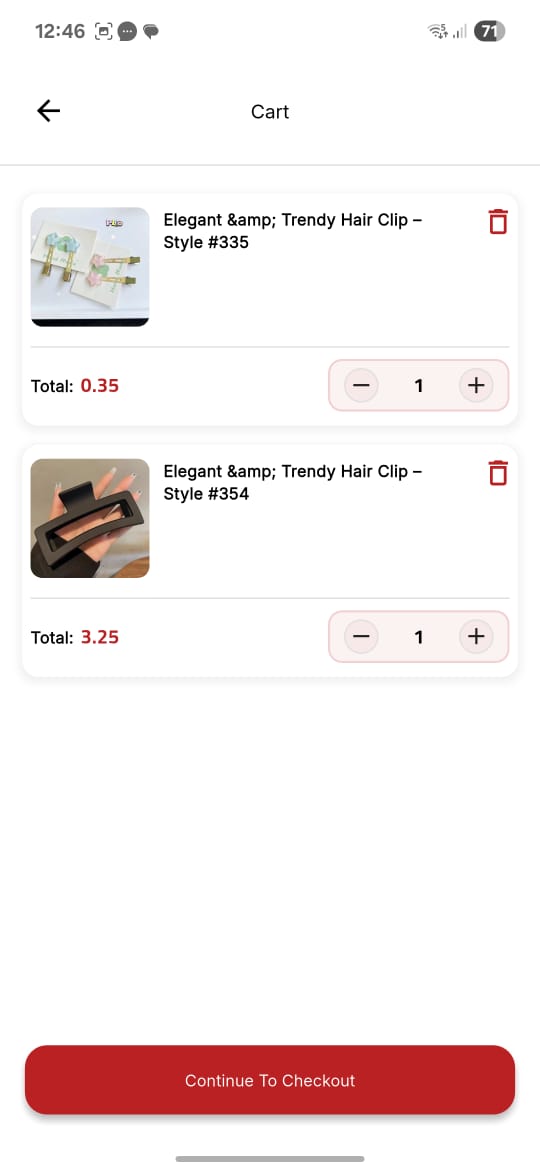 12:46
71
Cart
Elegant &amp; Trendy Hair Clip –
Style #335
Total: 0.35
1
Elegant &amp; Trendy Hair Clip –
Style #354
Total: 3.25
1
Continue To Checkout